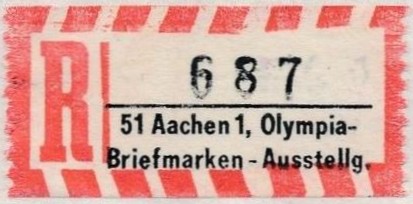 R
687
51 Aachen 1, Olympia-
Briefmarken - Ausstellg.